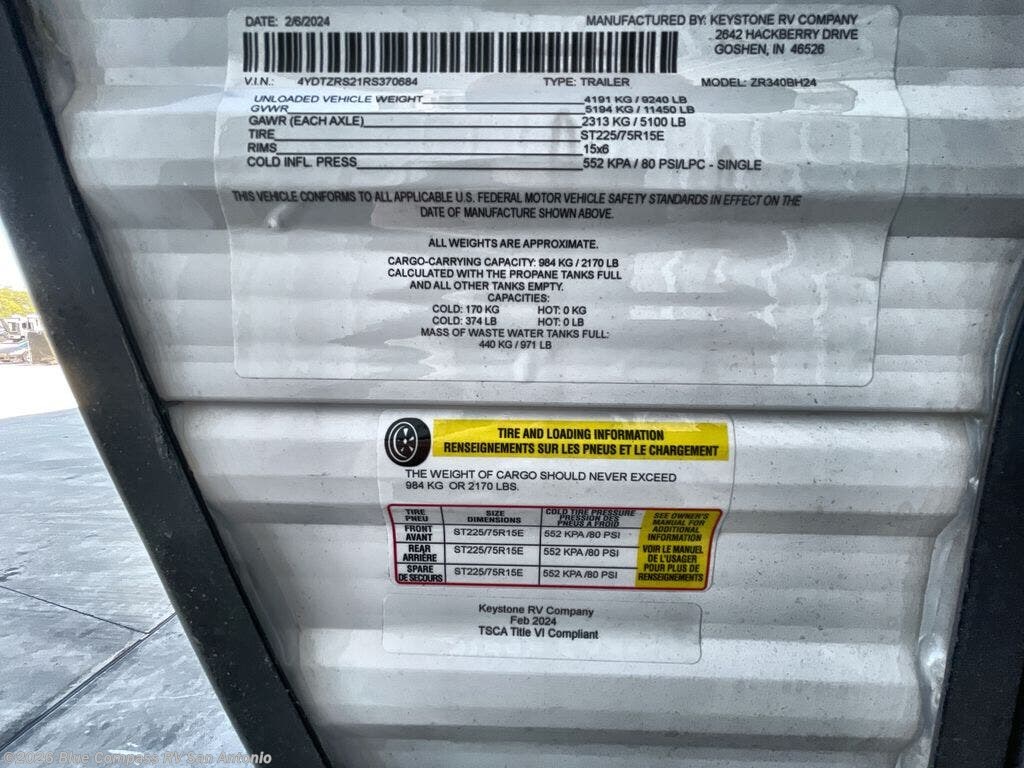 DATE: 2/6/2024 MANUFACTURED BY: KEYSTONE RV COMPANY
2642 HACKBERRY DRIVE
GOSHEN, IN 46526
V.I.N.: 4YDTZRS21RS370684 TYPE: TRAILER MODEL: ZR340BH24
UNLOADED VEHICLE WEIGHT 4191 KG / 9240 LB
GVWR 5194 KG / 11450 LB
GAWR (EACH AXLE) 2313 KG / 5100 LB
TIRE ST225/75R15E
RIMS 15x6
COLD INFL. PRESS 552 KPA / 80 PSI/LPC - SINGLE
THIS VEHICLE CONFORMS TO ALL APPLICABLE U.S. FEDERAL MOTOR VEHICLE SAFETY STANDARDS IN EFFECT ON THE
DATE OF MANUFACTURE SHOWN ABOVE.
ALL WEIGHTS ARE APPROXIMATE.
CARGO-CARRYING CAPACITY: 984 KG / 2170 LB
CALCULATED WITH THE PROPANE TANKS FULL
AND ALL OTHER TANKS EMPTY.
CAPACITIES:
COLD: 170 KG HOT: 0 KG
COLD: 374 LB HOT: 0 LB
MASS OF WASTE WATER TANKS FULL:
440 KG / 971 LB
TIRE AND LOADING INFORMATION
RENSEIGNEMENTS SUR LES PNEUS ET LE CHARGEMENT
THE WEIGHT OF CARGO SHOULD NEVER EXCEED
984 KG OR 2170 LBS.
TIRE
PNEU
SIZE
DIMENSIONS
COLD TIRE PRESSURE
PRESSION DES
PNEUS A FROID
FRONT
AVANT
ST225/75R15E
552 KPA /80 PSI
REAR
ARRIÈRE
ST225/75R15E
552 KPA /80 PSI
SPARE
DE SECOURS
ST225/75R15E
552 KPA /80 PSI
SEE OWNER'S
MANUAL FOR
ADDITIONAL
INFORMATION
VOIR LE MANUEL
DE L'USAGER
POUR PLUS DE
RENSEIGNEMENTS
Keystone RV Company
Feb 2024
TSCA Title VI Compliant
Blue Compass RV San Antonio